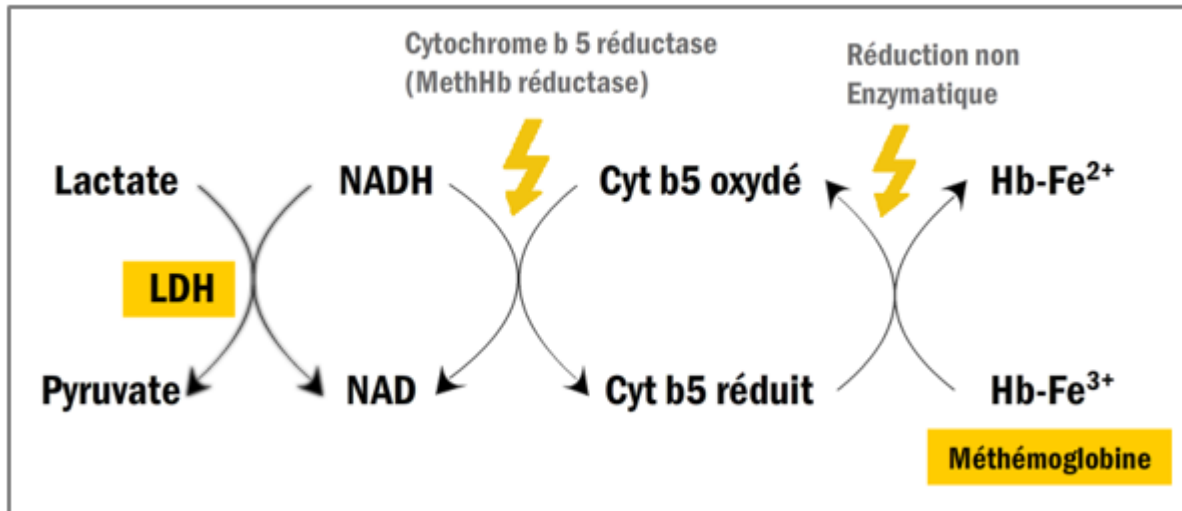 Cytochrome b 5 réductase
(MethHb réductase)
Réduction non
Enzymatique
Lactate
NADH
Cyt b5 oxydé
Hb-Fe²⁺
LDH
Pyruvate
NAD
Cyt b5 réduit
Hb-Fe³⁺
Méthémoglobine